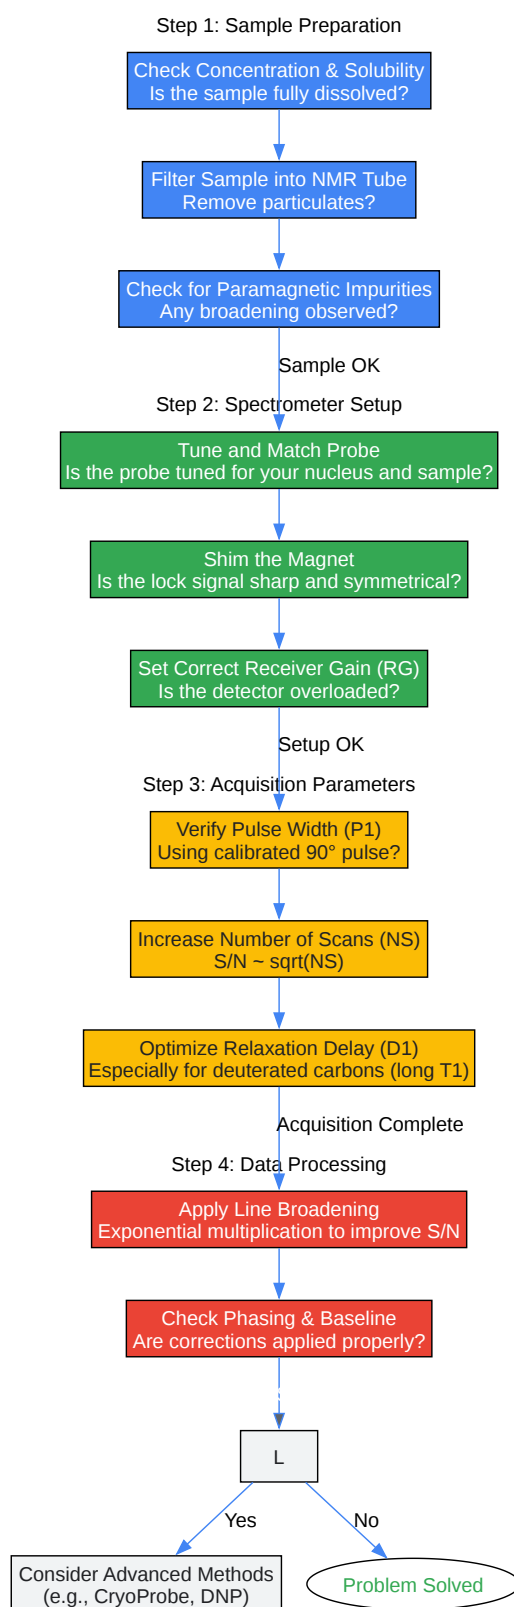 Step 1: Sample Preparation
Check Concentration & Solubility
Is the sample fully dissolved?
Filter Sample into NMR Tube
Remove particulates?
Check for Paramagnetic Impurities
Any broadening observed?
Sample OK
Step 2: Spectrometer Setup
Tune and Match Probe
Is the probe tuned for your nucleus and sample?
Shim the Magnet
Is the lock signal sharp and symmetrical?
Set Correct Receiver Gain (RG)
Is the detector overloaded?
Setup OK
Step 3: Acquisition Parameters
Verify Pulse Width (P1)
Using calibrated 90° pulse?
Increase Number of Scans (NS)
S/N ~ sqrt(NS)
Optimize Relaxation Delay (D1)
Especially for deuterated carbons (long T1)
Acquisition Complete
Step 4: Data Processing
Apply Line Broadening
Exponential multiplication to improve S/N
Check Phasing & Baseline
Are corrections applied properly?
L
Yes
No
Consider Advanced Methods
(e.g., CryoProbe, DNP)
Problem Solved